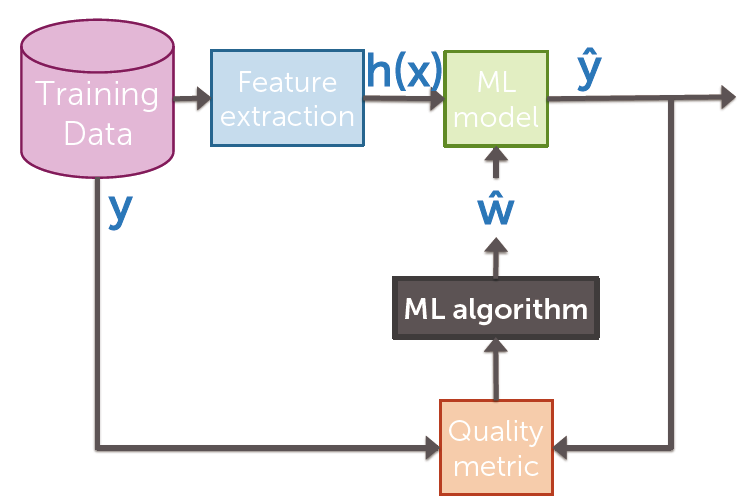 Training
Data
Feature
extraction
h(x)
ML
model
ŷ
y
ŵ
ML algorithm
Quality
metric